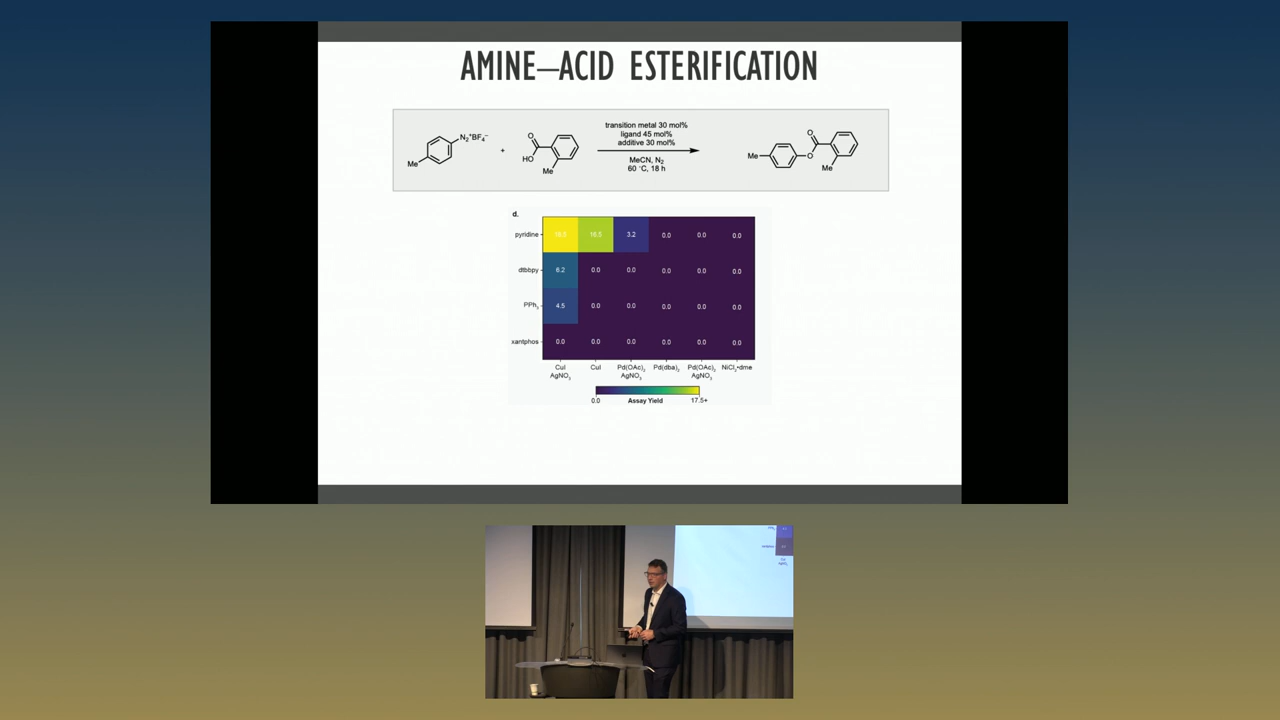 AMINE—ACID ESTERIFICATION
N₂⁺BF₄⁻
Me
+
O
HO
Me
transition metal 30 mol%
ligand 45 mol%
additive 30 mol%
MeCN, N₂
60 °C, 18 h
Me
O
O
Me
d.
pyridine
16.5
3.2
0.0
0.0
0.0
dtbbpy
6.2
0.0
0.0
0.0
0.0
0.0
PPh₃
4.5
0.0
0.0
0.0
0.0
0.0
xantphos
0.0
0.0
0.0
0.0
0.0
0.0
CuI
AgNO₃
CuI
Pd(OAc)₂
AgNO₃
Pd(dba)₂
Pd(OAc)₂
AgNO₃
NiCl₂•dme
0.0
Assay Yield
17.5+